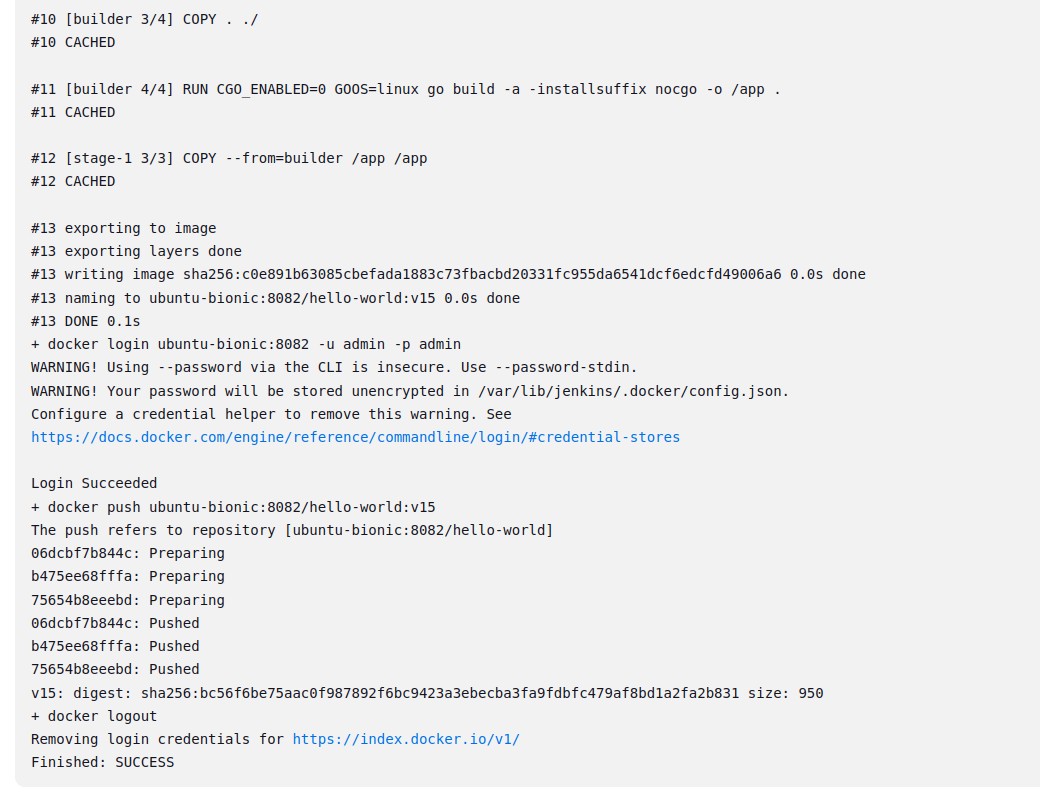 #10 [builder 3/4] COPY . ./
#10 CACHED
#11 [builder 4/4] RUN CGO_ENABLED=0 GOOS=linux go build -a -installsuffix nocgo -o /app .
#11 CACHED
#12 [stage-1 3/3] COPY --from=builder /app /app
#12 CACHED
#13 exporting to image
#13 exporting layers done
#13 writing image sha256:c0e891b63085cbefada1883c73fbacbd20331fc955da6541dcf6edcfd49006a6 0.0s done
#13 naming to ubuntu-bionic:8082/hello-world:v15 0.0s done
#13 DONE 0.1s
+ docker login ubuntu-bionic:8082 -u admin -p admin
WARNING! Using --password via the CLI is insecure. Use --password-stdin.
WARNING! Your password will be stored unencrypted in /var/lib/jenkins/.docker/config.json.
Configure a credential helper to remove this warning. See
https://docs.docker.com/engine/reference/commandline/login/#credential-stores
Login Succeeded
+ docker push ubuntu-bionic:8082/hello-world:v15
The push refers to repository [ubuntu-bionic:8082/hello-world]
06dcbf7b844c: Preparing
b475ee68fffa: Preparing
75654b8eeebd: Preparing
06dcbf7b844c: Pushed
b475ee68fffa: Pushed
75654b8eeebd: Pushed
v15: digest: sha256:bc56f6be75aac0f987892f6bc9423a3ebecba3fa9fdbfc479af8bd1a2fa2b831 size: 950
+ docker logout
Removing login credentials for https://index.docker.io/v1/
Finished: SUCCESS